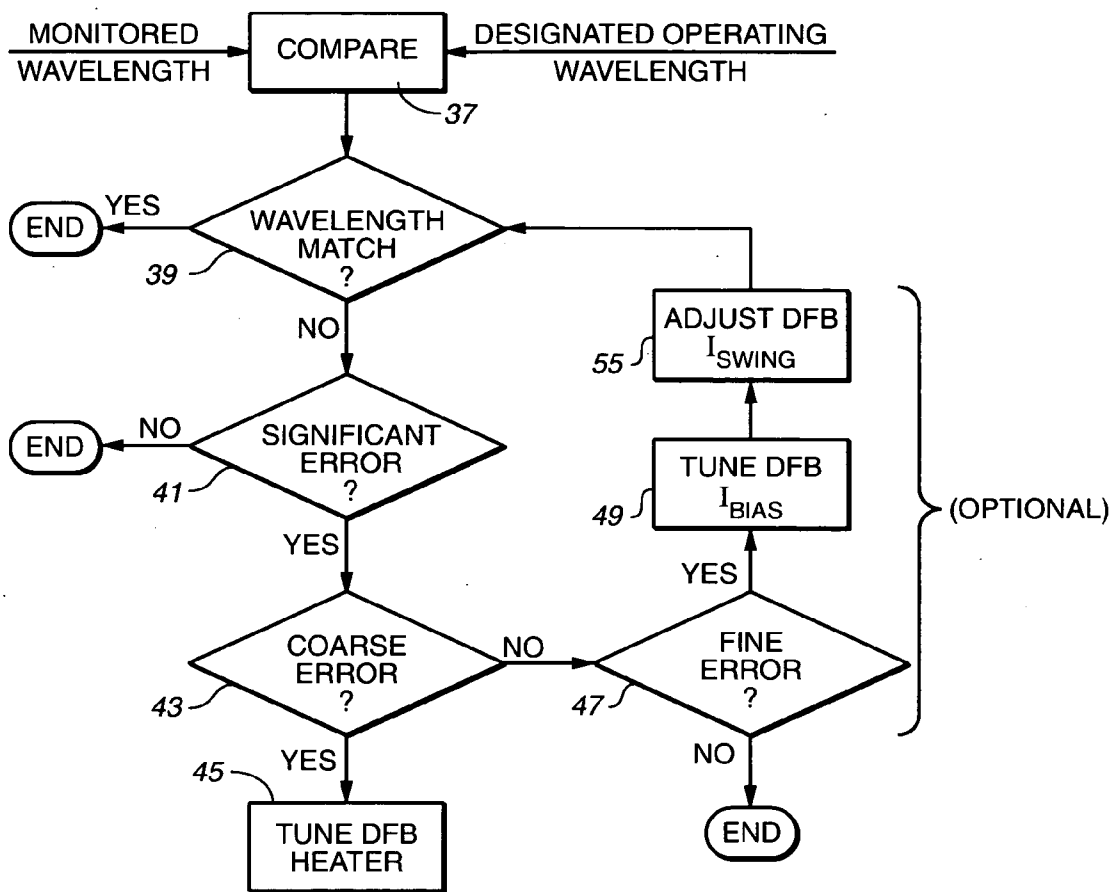 MONITORED
WAVELENGTH
COMPARE
DESIGNATED OPERATING
WAVELENGTH
37
END
YES
WAVELENGTH
MATCH
?
39
NO
ADJUST DFB
I_SWING
55
END
NO
SIGNIFICANT
ERROR
?
41
TUNE DFB
I_BIAS
49
(OPTIONAL)
YES
YES
COARSE
ERROR
?
43
NO
FINE
ERROR
?
47
YES
NO
45
TUNE DFB
HEATER
END